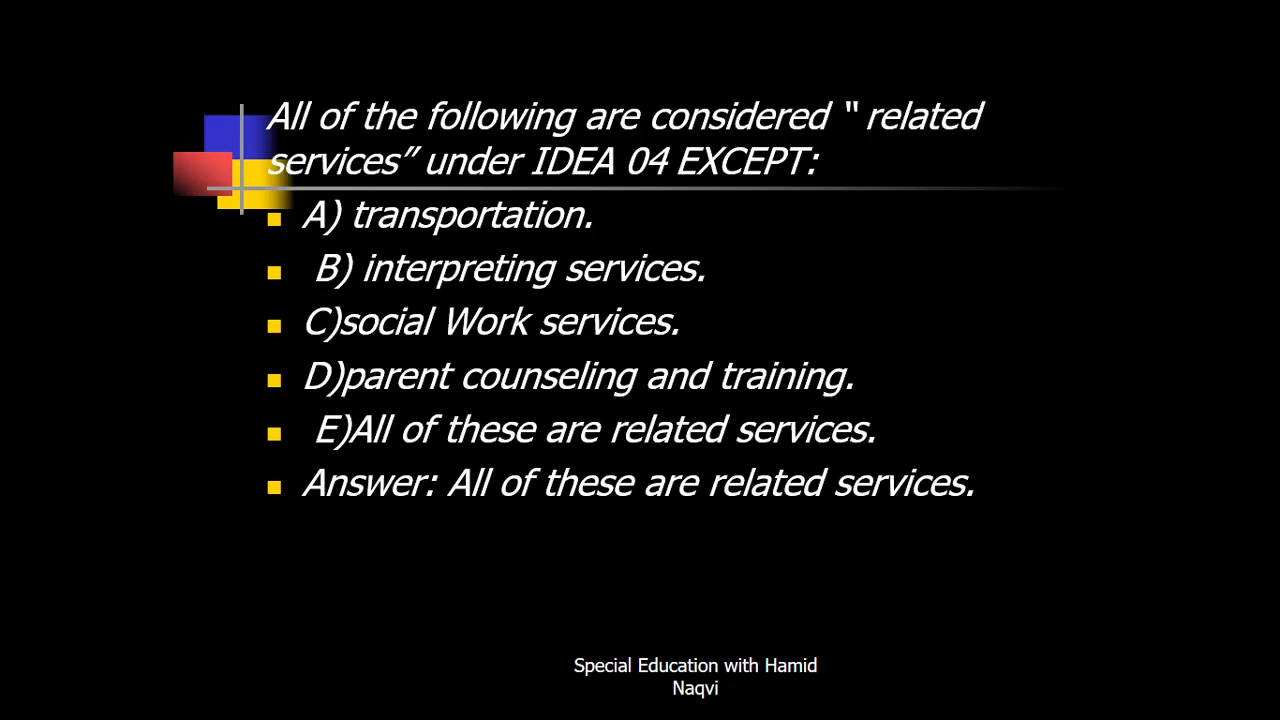 All of the following are considered “ related
services” under IDEA 04 EXCEPT:
A) transportation.
B) interpreting services.
C)social Work services.
D)parent counseling and training.
E)All of these are related services.
Answer: All of these are related services.
Special Education with Hamid
Naqvi